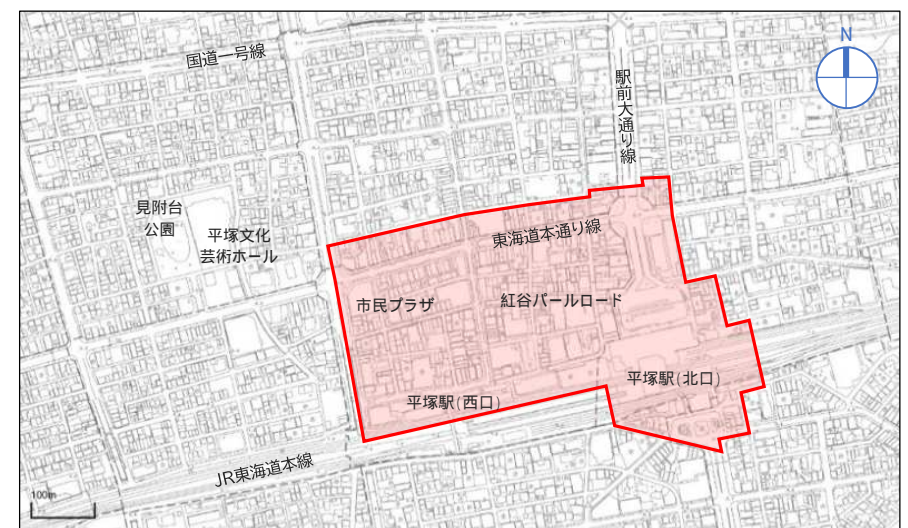 N
国道一号線
駅前大通り線
見附台
公園
平塚文化
芸術ホール
東海道本通り線
市民プラザ
紅谷パールロード
平塚駅(北口)
平塚駅(西口)
JR東海道本線
100m